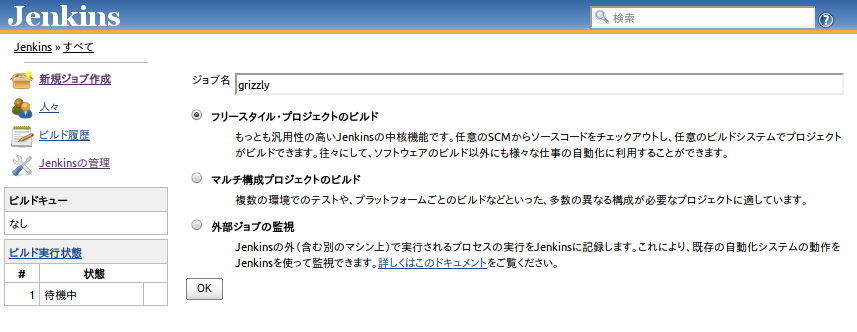 Jenkins
検索
Jenkins » すべて
新規ジョブ作成
人々
ビルド履歴
Jenkinsの管理
ビルドキュー
なし
ビルド実行状態
# 状態
1 待機中
ジョブ名 grizzly
フリースタイル・プロジェクトのビルド
もっとも汎用性の高いJenkinsの中核機能です。任意のSCMからソースコードをチェックアウトし、任意のビルドシステムでプロジェクト
がビルドできます。往々にして、ソフトウェアのビルド以外にも様々な仕事の自動化に利用することができます。
マルチ構成プロジェクトのビルド
複数の環境でのテストや、プラットフォームごとのビルドなどといった、多数の異なる構成が必要なプロジェクトに適しています。
外部ジョブの監視
Jenkinsの外（含む別のマシン上）で実行されるプロセスの実行をJenkinsに記録します。これにより、既存の自動化システムの動作を
Jenkinsを使って監視できます。詳しくはこのドキュメントをご覧ください。
OK